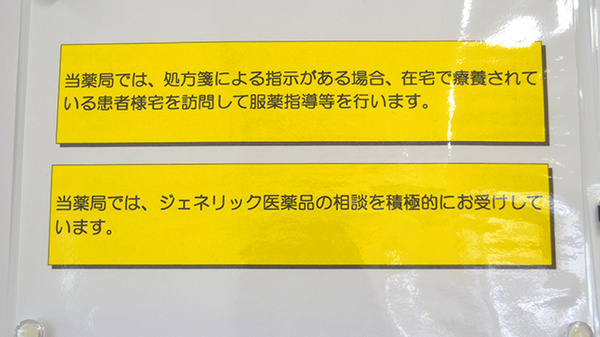 当薬局では、処方箋による指示がある場合、在宅で療養されて
いる患者様宅を訪問して服薬指導等を行います。
当薬局では、ジェネリック医薬品の相談を積極的にお受けして
います。